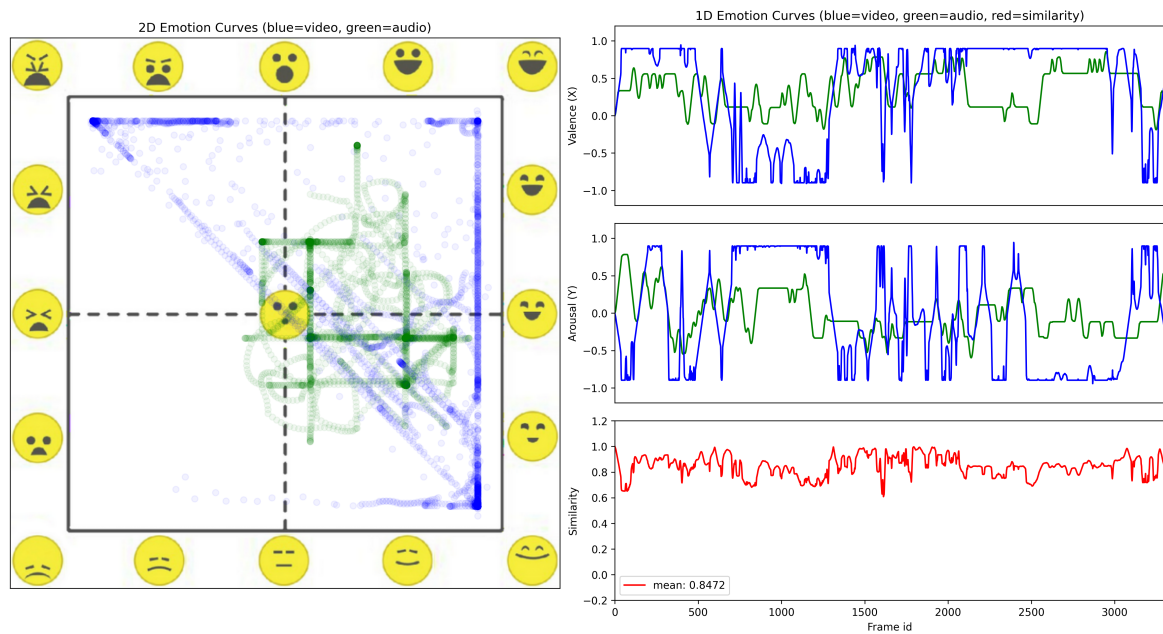 2D Emotion Curves (blue=video, green=audio)
1D Emotion Curves (blue=video, green=audio, red=similarity)
Valence (X)
1.0
0.5
0.0
−0.5
−1.0
Arousal (Y)
1.0
0.5
0.0
−0.5
−1.0
Similarity
1.2
1.0
0.8
0.6
0.4
0.2
0.0
−0.2
mean: 0.8472
0 500 1000 1500 2000 2500 3000
Frame id